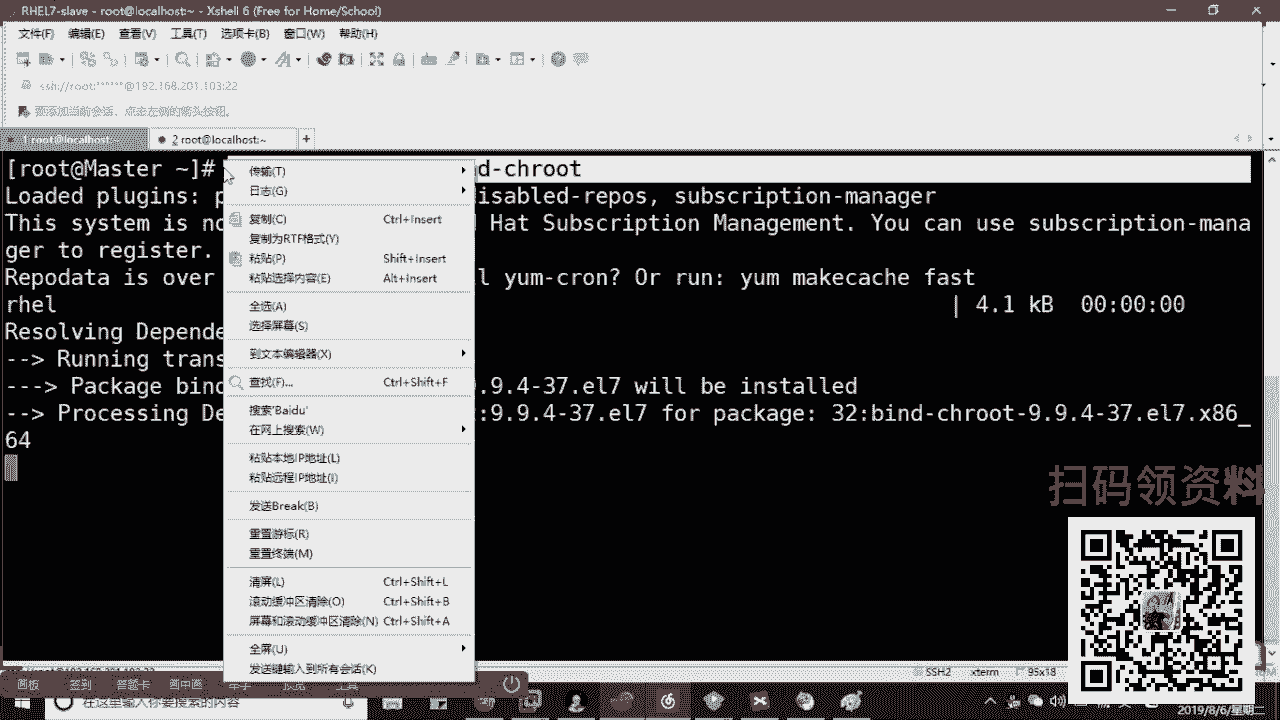 RHEL7-slave - root@localhost:~ - Xshell 6 (Free for Home/School)
文件(F) 编辑(E) 查看(V) 工具(T) 选项卡(B) 窗口(W) 帮助(H)
ssh://root:******@192.168.201.103:22
要添加当前会话，点击左侧的箭头按钮。
1 root@localhost:~ 2 root@localhost:~ +
[root@Master ~]# d-chroot
Loaded plugins: p isabled-repos, subscription-manager
This system is no Hat Subscription Management. You can use subscription-mana
ger to register.
Repodata is over l yum-cron? Or run: yum makecache fast
rhel | 4.1 kB 00:00:00
Resolving Depende
--> Running trans
---> Package bind .9.4-37.el7 will be installed
--> Processing De :9.9.4-37.el7 for package: 32:bind-chroot-9.9.4-37.el7.x86_
64
传输(T)
日志(G)
复制(C) Ctrl+Insert
复制为RTF格式(Y)
粘贴(P) Shift+Insert
粘贴选择内容(E) Alt+Insert
全选(A)
选择屏幕(S)
到文本编辑器(X)
查找(F)... Ctrl+Shift+F
搜索'Baidu'
在网上搜索(W)
粘贴本地IP地址(L)
粘贴远程IP地址(I)
发送Break(B)
重置游标(R)
重置终端(M)
清屏(L) Ctrl+Shift+L
滚动缓冲区清除(O) Ctrl+Shift+B
屏幕和滚动缓冲区清除(N) Ctrl+Shift+A
全屏(U)
发送键输入到所有会话(K)
扫码领资料
SSH2 xterm 95x18
画板 签到 答题卡 画中画 举手 预览 工具
在这里输入你要搜索的内容
2019/8/6/星期二